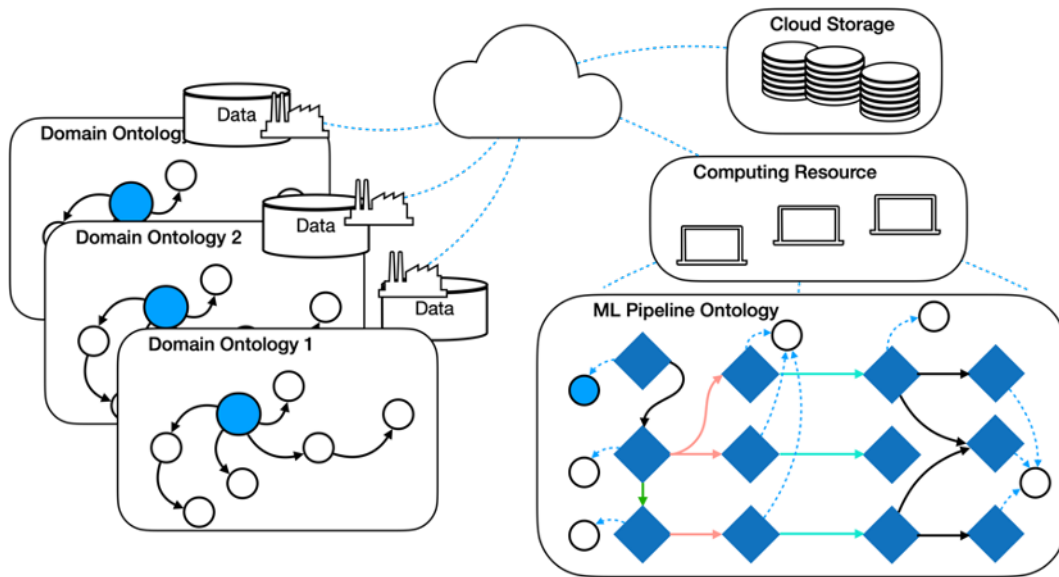 Cloud Storage
Data
Domain Ontology
Computing Resource
Data
Domain Ontology 2
Data
ML Pipeline Ontology
Domain Ontology 1